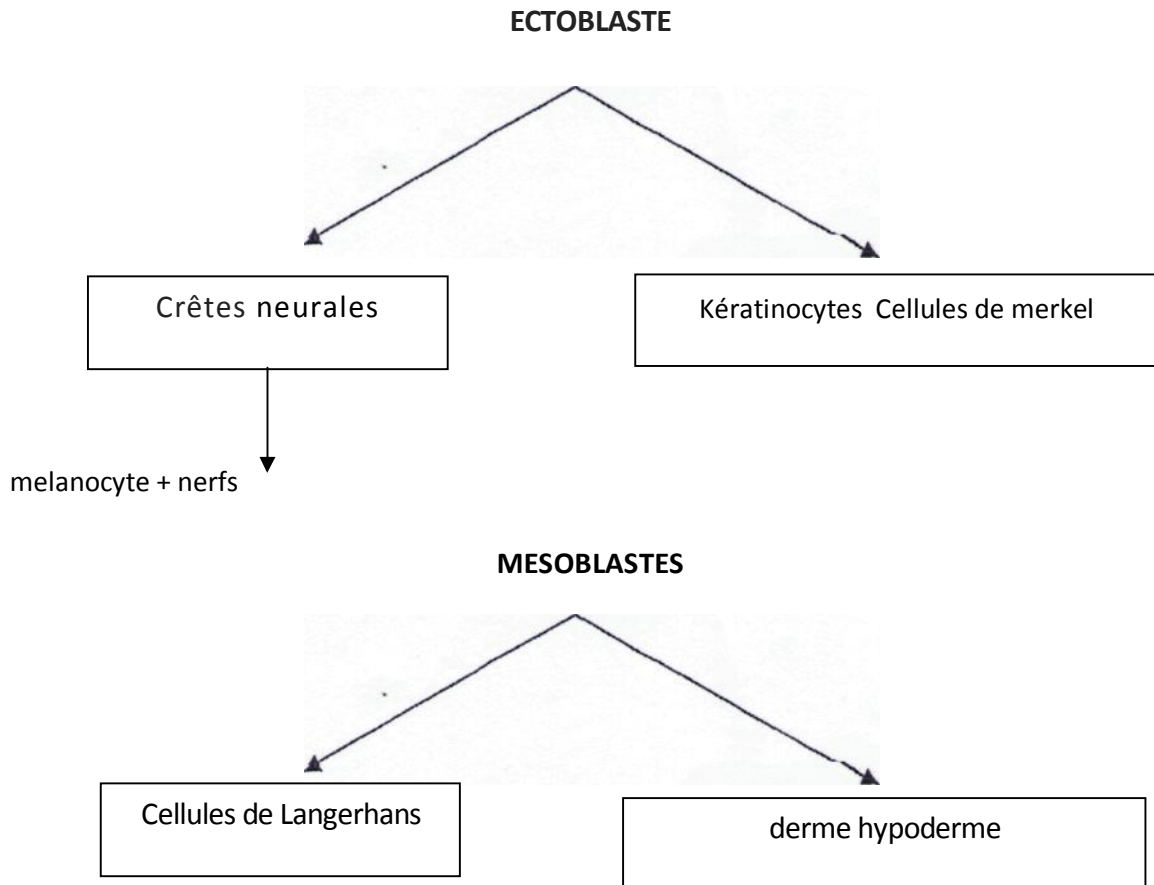 ECTOBLASTE
Crêtes neurales
Kératinocytes Cellules de merkel
melanocyte + nerfs
MESOBLASTES
Cellules de Langerhans
derme hypoderme